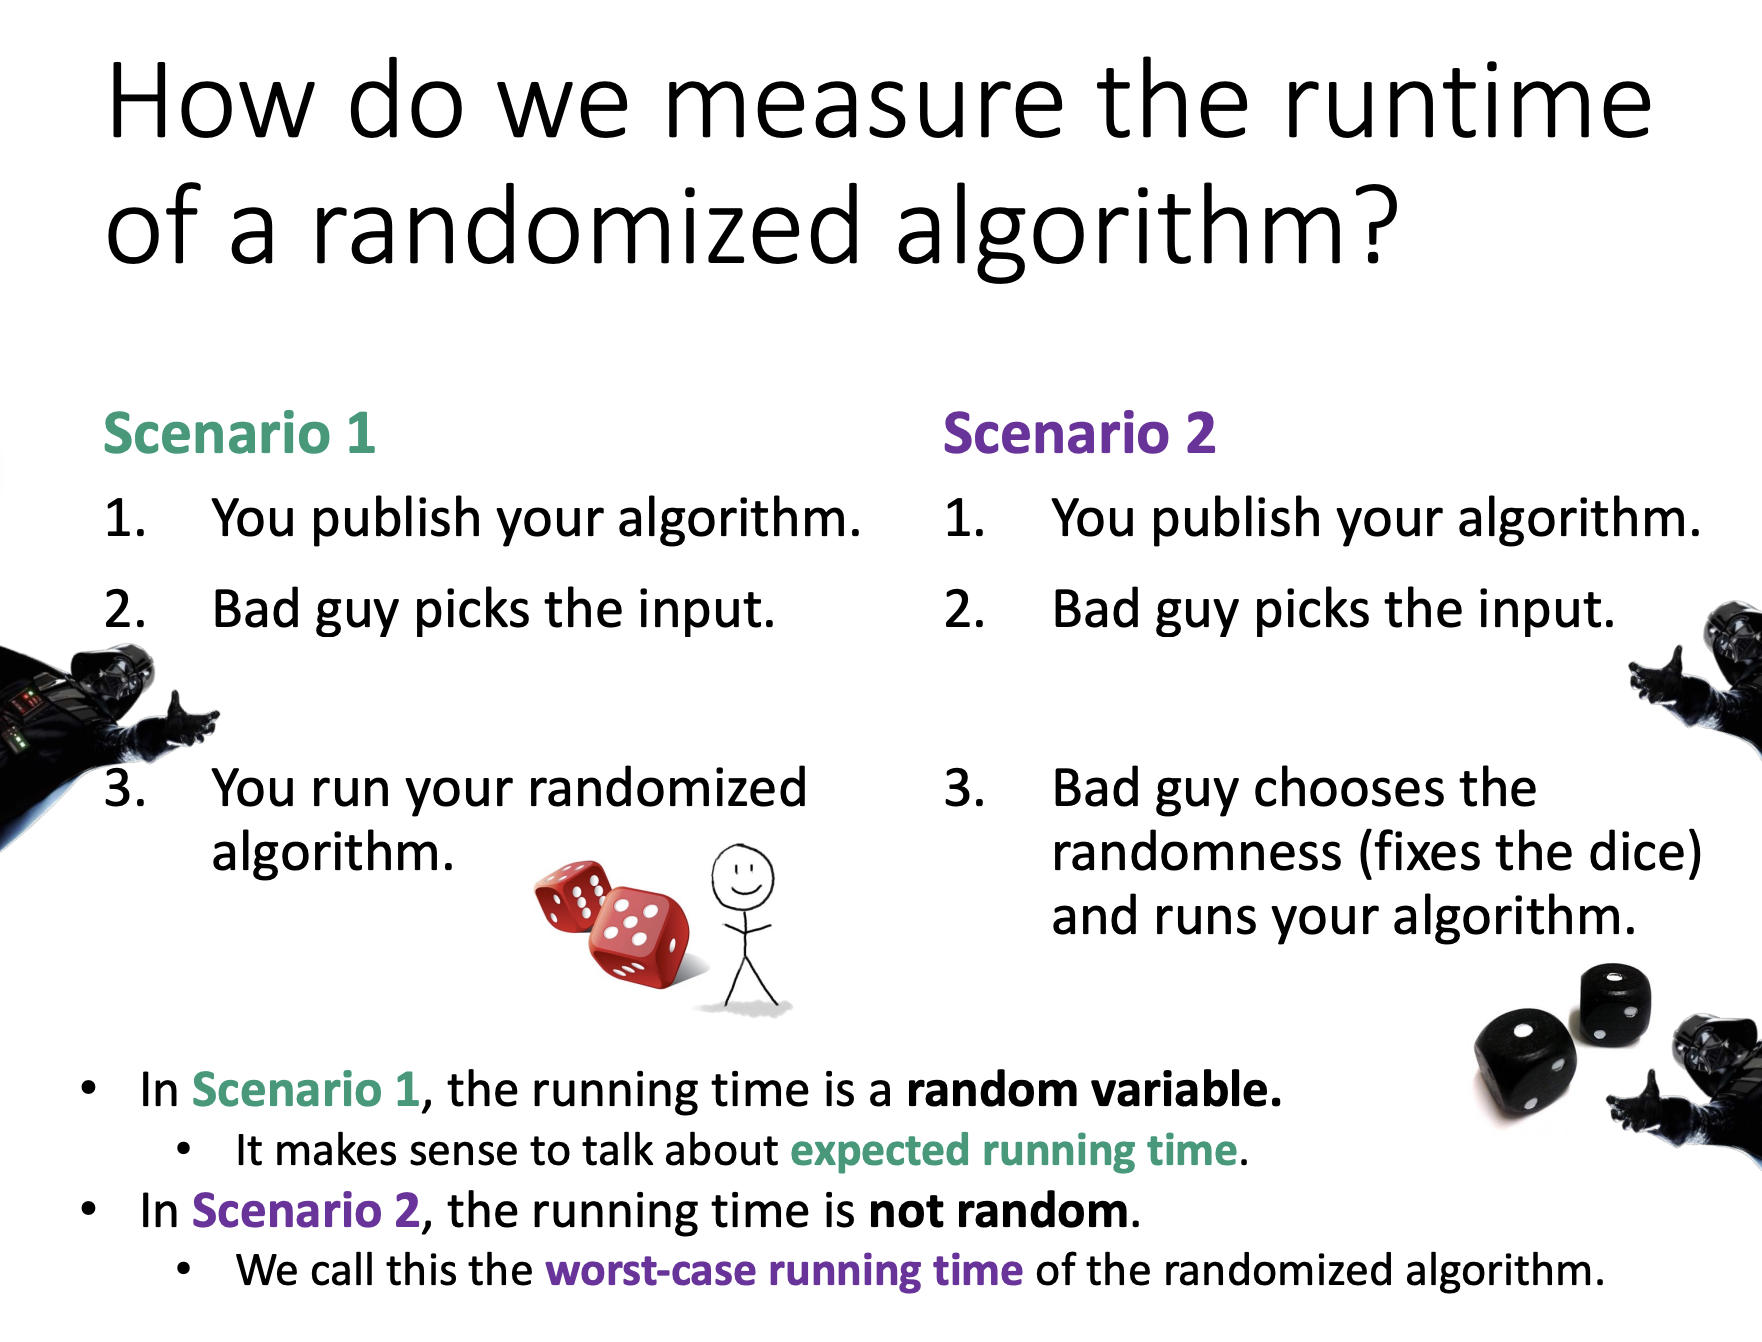 How do we measure the runtime
of a randomized algorithm?
Scenario 1
1. You publish your algorithm.
2. Bad guy picks the input.
3. You run your randomized
algorithm.
Scenario 2
1. You publish your algorithm.
2. Bad guy picks the input.
3. Bad guy chooses the
randomness (fixes the dice)
and runs your algorithm.
• In Scenario 1, the running time is a random variable.
• It makes sense to talk about expected running time.
• In Scenario 2, the running time is not random.
• We call this the worst-case running time of the randomized algorithm.